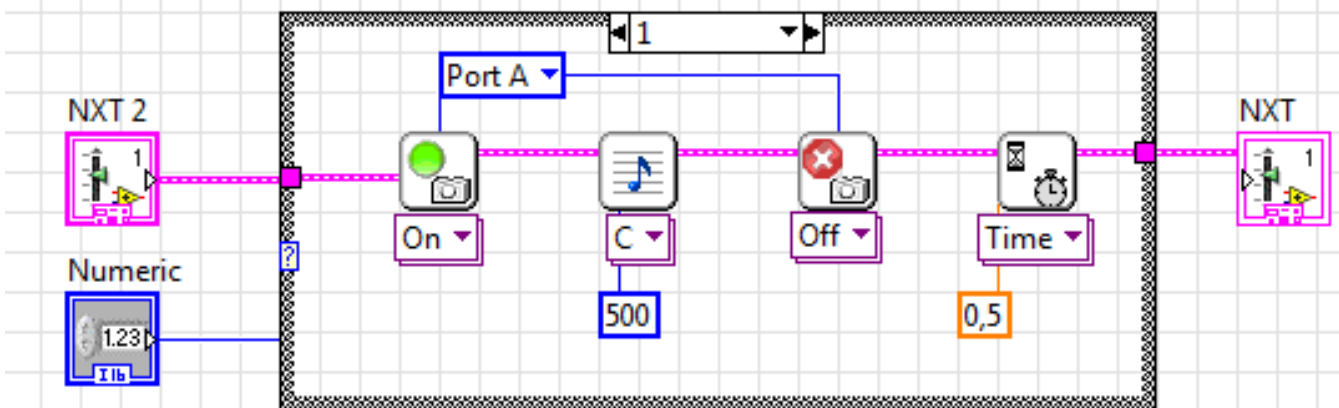 1
Port A
NXT 2
NXT
1
1
On
C
Off
Time
?
Numeric
500
0,5
1.23
I16